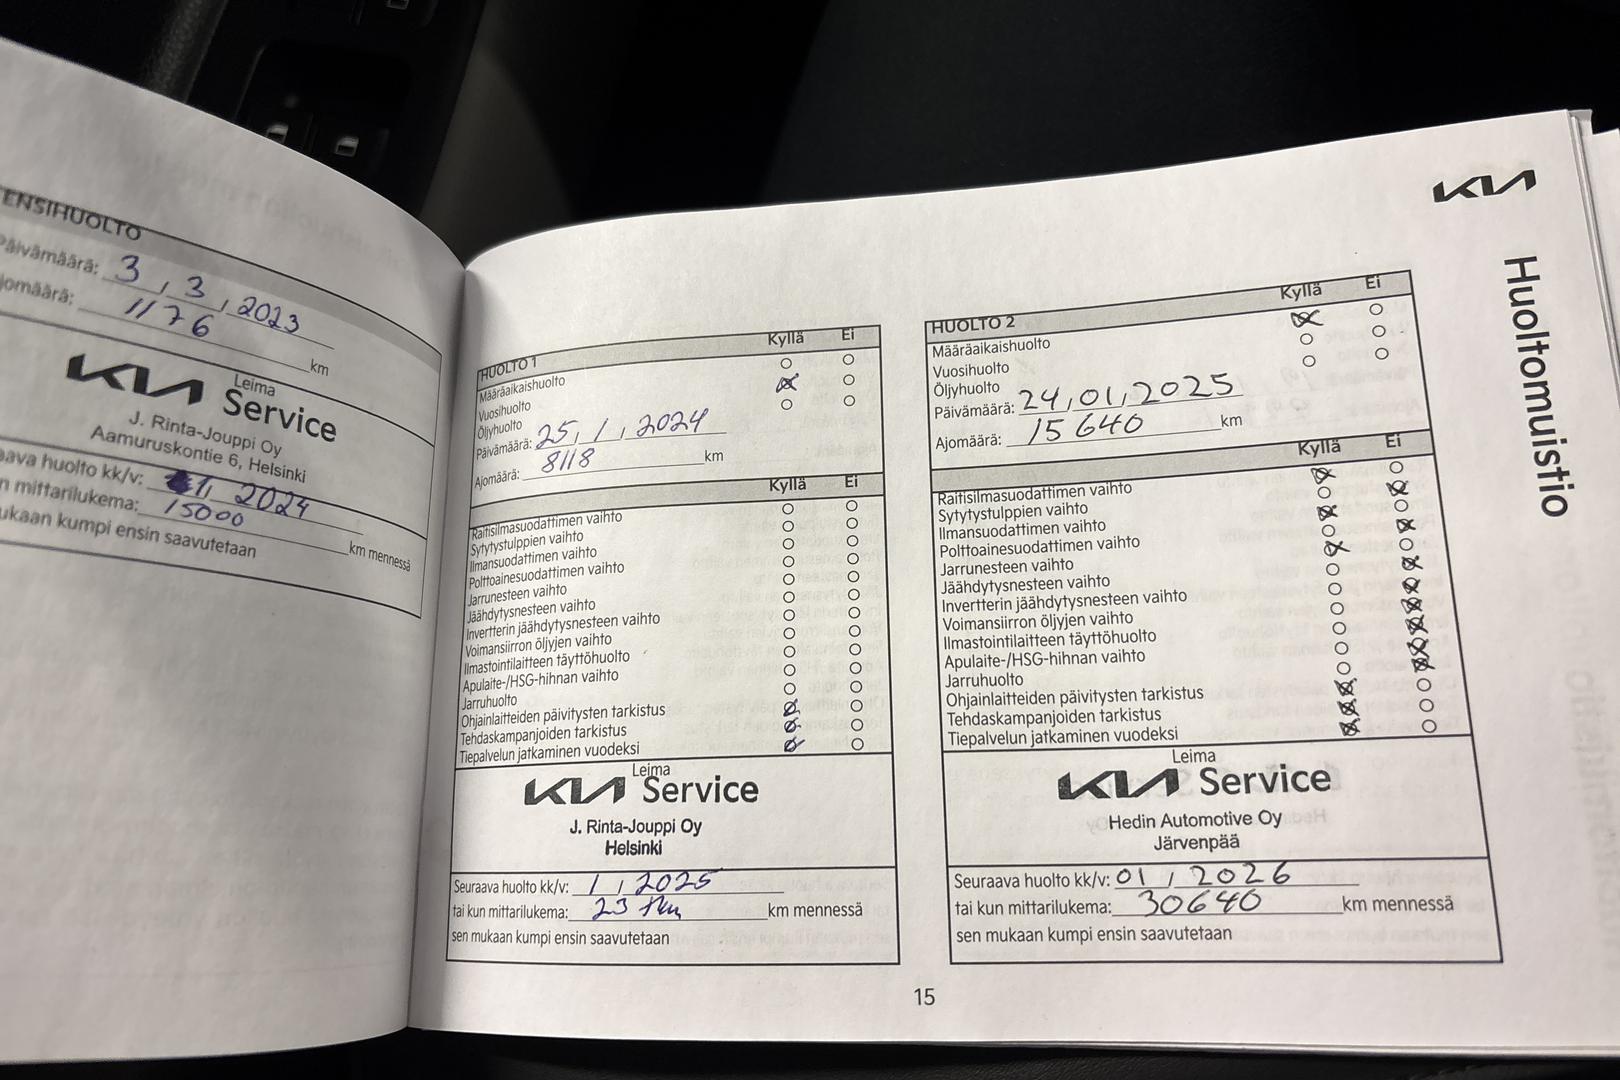 ENSIHUOLTO
Päivämäärä: 3, 3, 2023
Ajomäärä: 1176 km
Leima
KIA Service
J. Rinta-Jouppi Oy
Aamuruskontie 6, Helsinki
aava huolto kk/v: 1, 2024
n mittarilukema: 15000 km mennessä
ukaan kumpi ensin saavutetaan
HUOLTO 1 Kyllä Ei
Määräaikaishuolto
Vuosihuolto
Öljyhuolto
Päivämäärä: 25, 1, 2024
Ajomäärä: 8118 km
Kyllä Ei
Raitisilmasuodattimen vaihto
Sytytystulppien vaihto
Ilmansuodattimen vaihto
Polttoainesuodattimen vaihto
Jarrunesteen vaihto
Jäähdytysnesteen vaihto
Invertterin jäähdytysnesteen vaihto
Voimansiirron öljyjen vaihto
Ilmastointilaitteen täyttöhuolto
Apulaite-/HSG-hihnan vaihto
Jarruhuolto
Ohjainlaitteiden päivitysten tarkistus
Tehdaskampanjoiden tarkistus
Tiepalvelun jatkaminen vuodeksi
Leima
KIA Service
J. Rinta-Jouppi Oy
Helsinki
Seuraava huolto kk/v: 1, 2025
tai kun mittarilukema: 23 tkm km mennessä
sen mukaan kumpi ensin saavutetaan
HUOLTO 2 Kyllä Ei
Määräaikaishuolto
Vuosihuolto
Öljyhuolto
Päivämäärä: 24, 01, 2025
Ajomäärä: 15 640 km
Kyllä Ei
Raitisilmasuodattimen vaihto
Sytytystulppien vaihto
Ilmansuodattimen vaihto
Polttoainesuodattimen vaihto
Jarrunesteen vaihto
Jäähdytysnesteen vaihto
Invertterin jäähdytysnesteen vaihto
Voimansiirron öljyjen vaihto
Ilmastointilaitteen täyttöhuolto
Apulaite-/HSG-hihnan vaihto
Jarruhuolto
Ohjainlaitteiden päivitysten tarkistus
Tehdaskampanjoiden tarkistus
Tiepalvelun jatkaminen vuodeksi
Leima
KIA Service
Hedin Automotive Oy
Järvenpää
Seuraava huolto kk/v: 01, 2026
tai kun mittarilukema: 30640 km mennessä
sen mukaan kumpi ensin saavutetaan
KIA
Huoltomuistio
15